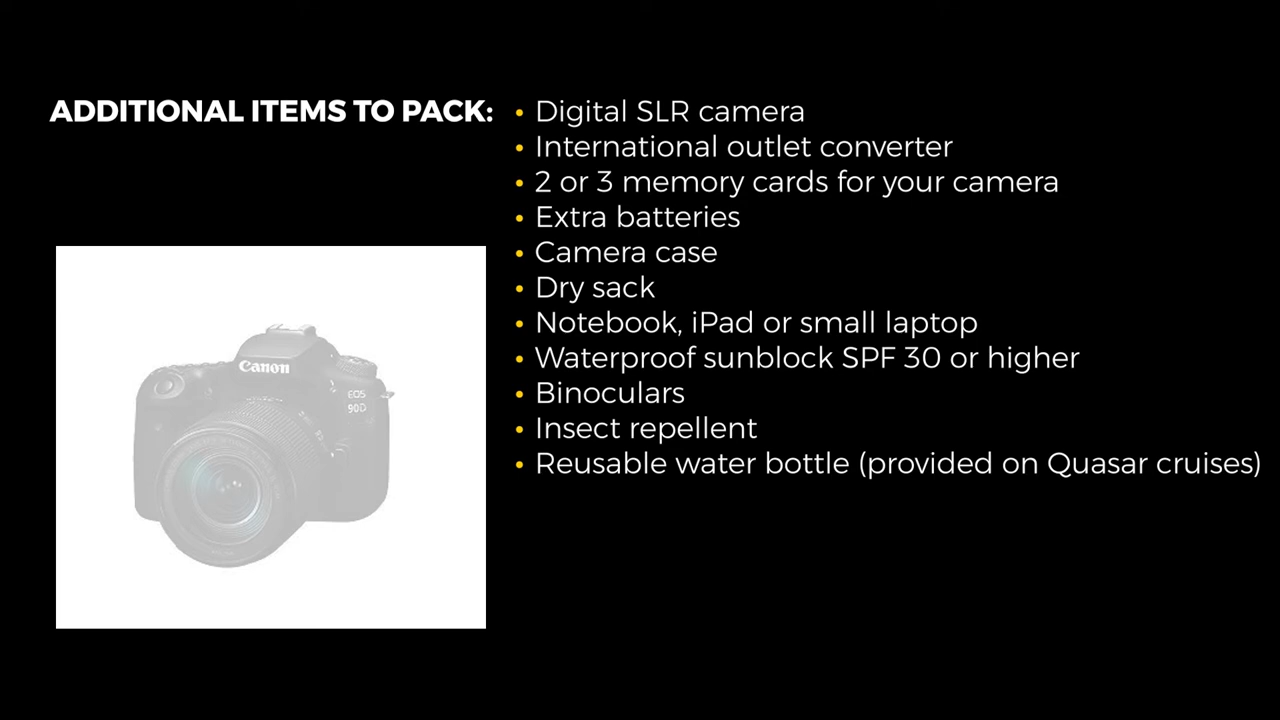 ADDITIONAL ITEMS TO PACK:
• Digital SLR camera
• International outlet converter
• 2 or 3 memory cards for your camera
• Extra batteries
• Camera case
• Dry sack
• Notebook, iPad or small laptop
• Waterproof sunblock SPF 30 or higher
• Binoculars
• Insect repellent
• Reusable water bottle (provided on Quasar cruises)
Canon
EOS
90D